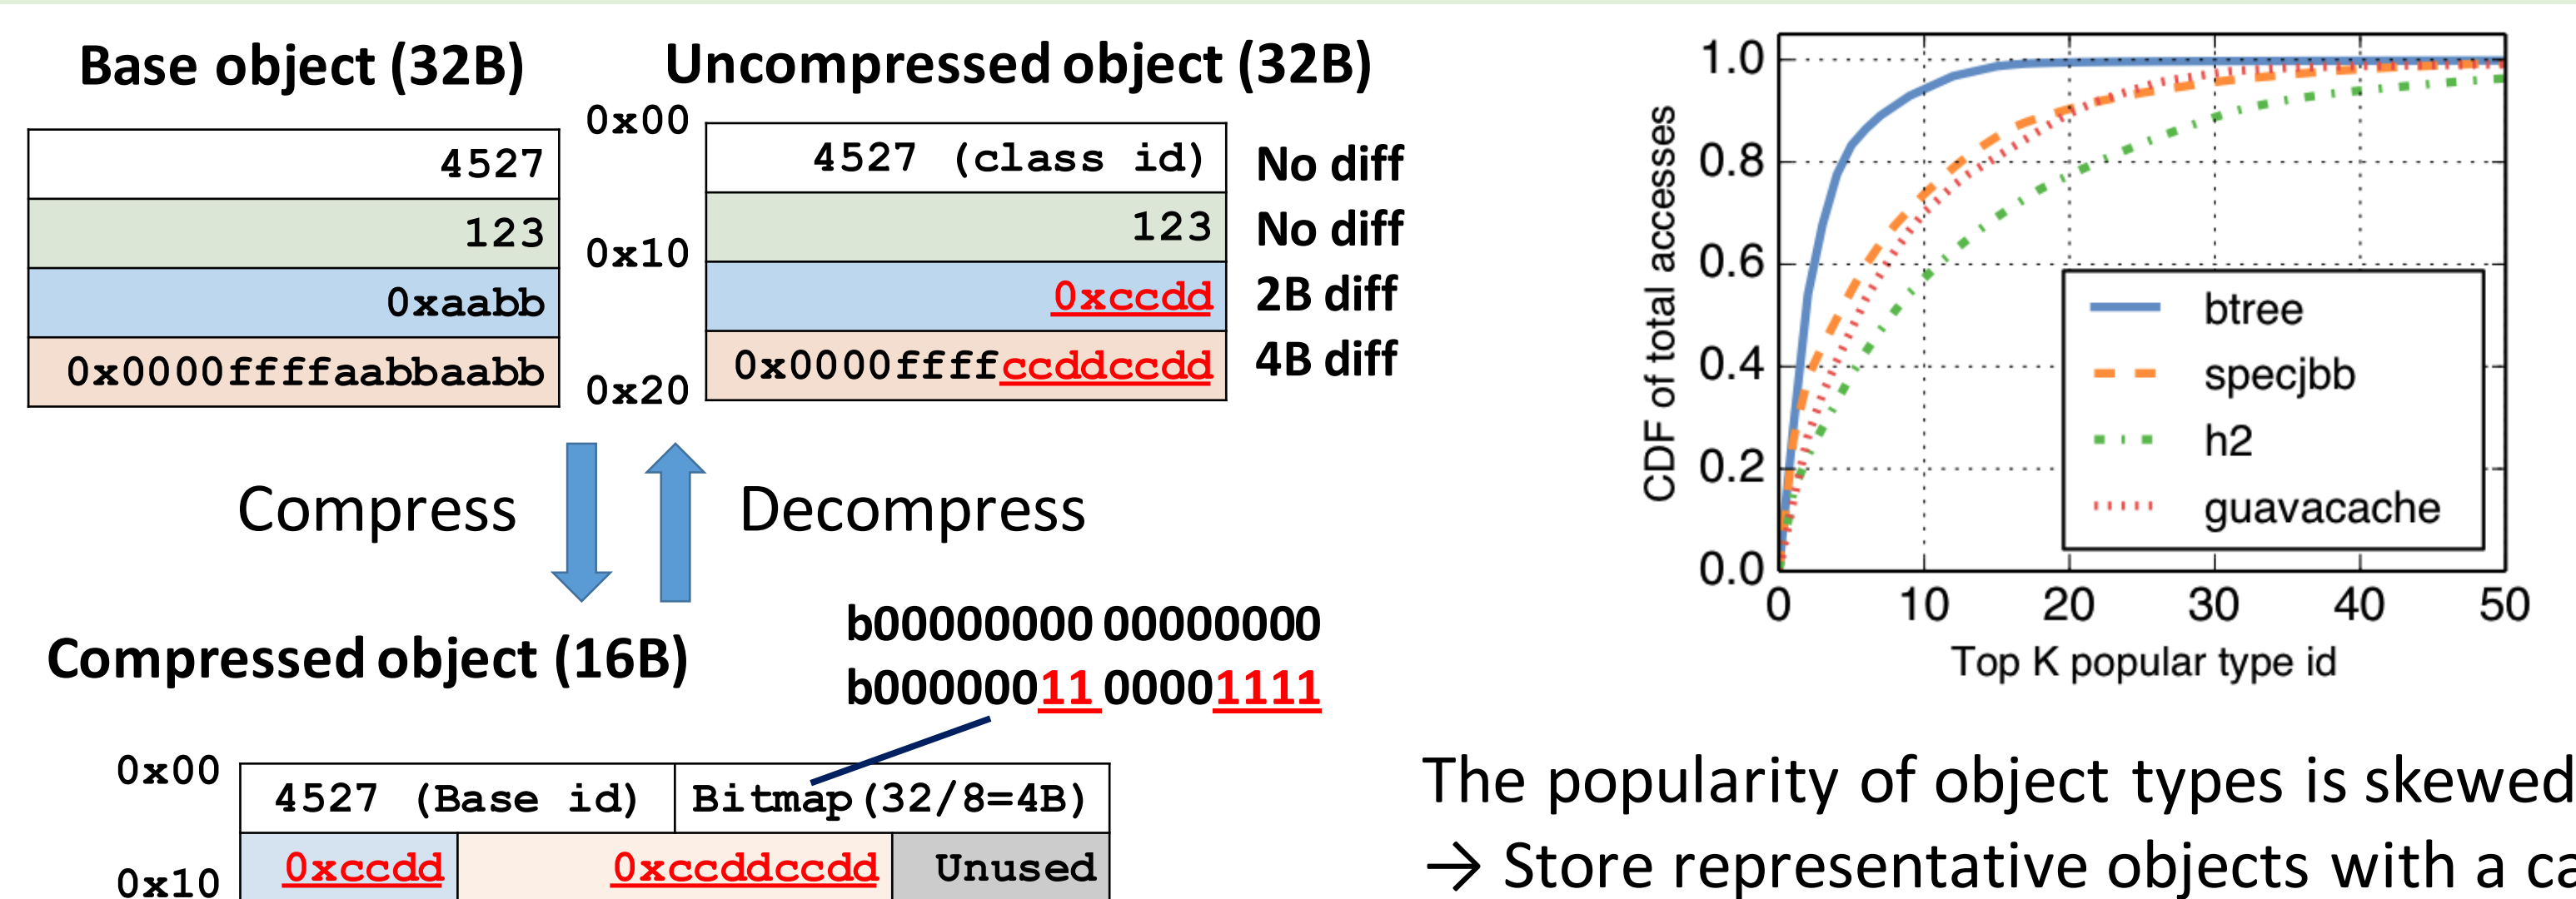 Base object (32B)
4527
123
0xaabb
0x0000ffffaabbaabb
Uncompressed object (32B)
0x00
0x10
0x20
4527 (class id)
123
0xccdd
0x0000ffffccddccdd
No diff
No diff
2B diff
4B diff
Compress
Decompress
Compressed object (16B)
b00000000 00000000
b00000011 00001111
0x00
4527 (Base id)
Bitmap(32/8=4B)
0x10
0xccdd
0xccddccdd
Unused
CDF of total accesses
1.0
0.8
0.6
0.4
0.2
0.0
btree
specjbb
h2
guavacache
0 10 20 30 40 50
Top K popular type id
The popularity of object types is skewed
→ Store representative objects with a